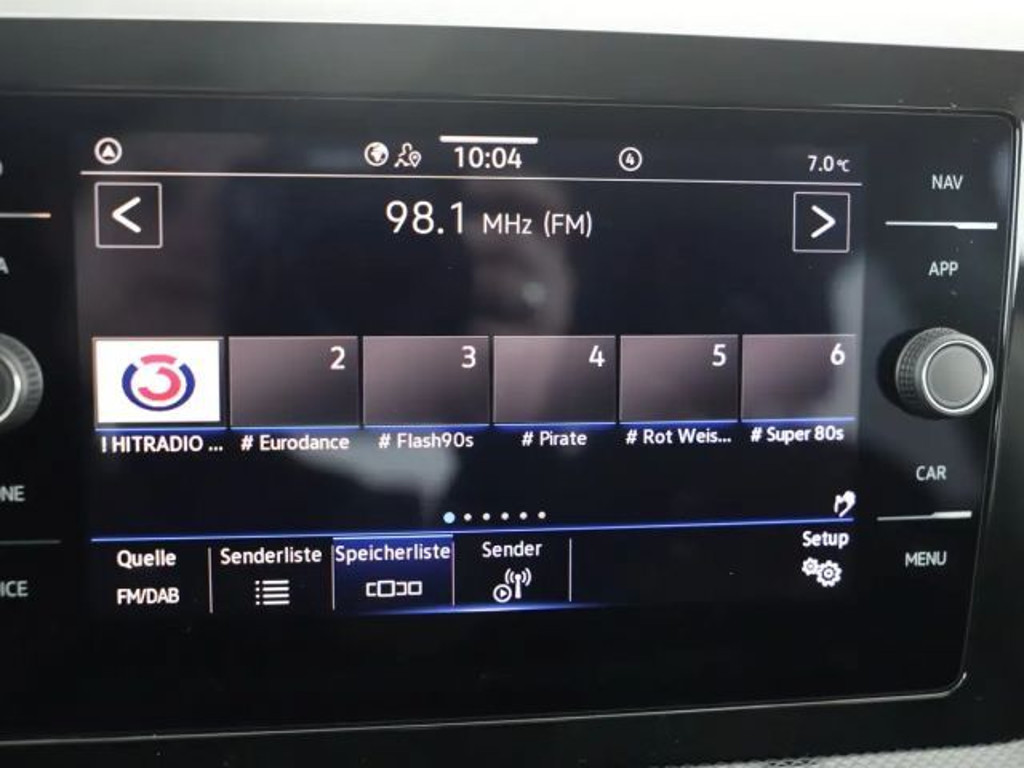 10:04
4
7.0 °C
NAV
98.1 MHz (FM)
APP
2
3
4
5
6
! HITRADIO ...
# Eurodance
# Flash90s
# Pirate
# Rot Weis...
# Super 80s
CAR
Quelle
FM/DAB
Senderliste
Speicherliste
Sender
Setup
MENU